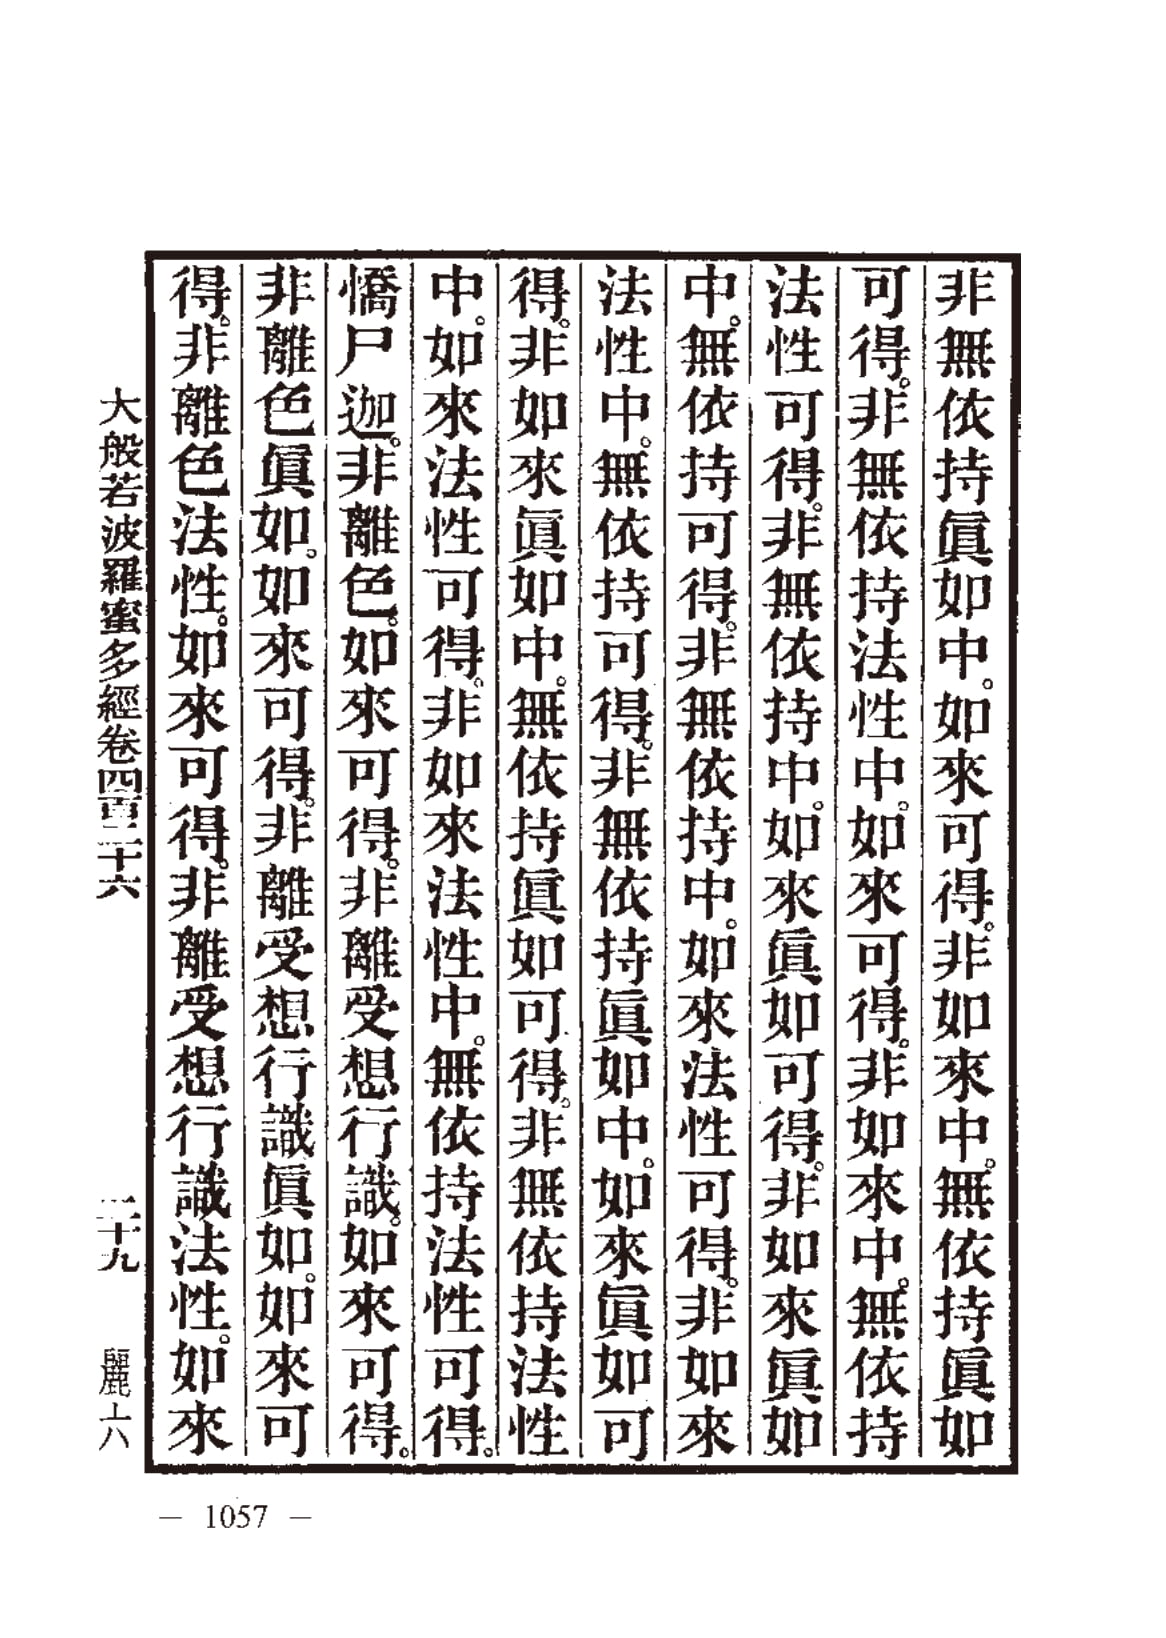 非無依持眞如中。如來可得。非如來中。無依持眞如
可得。非無依持法性中。如來可得。非如來中。無依持
法性可得。非無依持中。如來眞如可得。非如來眞如
中。無依持可得。非無依持中。如來法性可得。非如來
法性中。無依持可得。非無依持眞如中。如來眞如可
得。非如來眞如中。無依持眞如可得。非無依持法性
中。如來法性可得。非如來法性中。無依持法性可得。
憍尸迦。非離色。如來可得。非離受想行識。如來可得。
非離色眞如。如來可得。非離受想行識眞如。如來可
得。非離色法性。如來可得。非離受想行識法性。如來
大般若波羅蜜多經卷四百二十六
二十九
麗六
— 1057 —